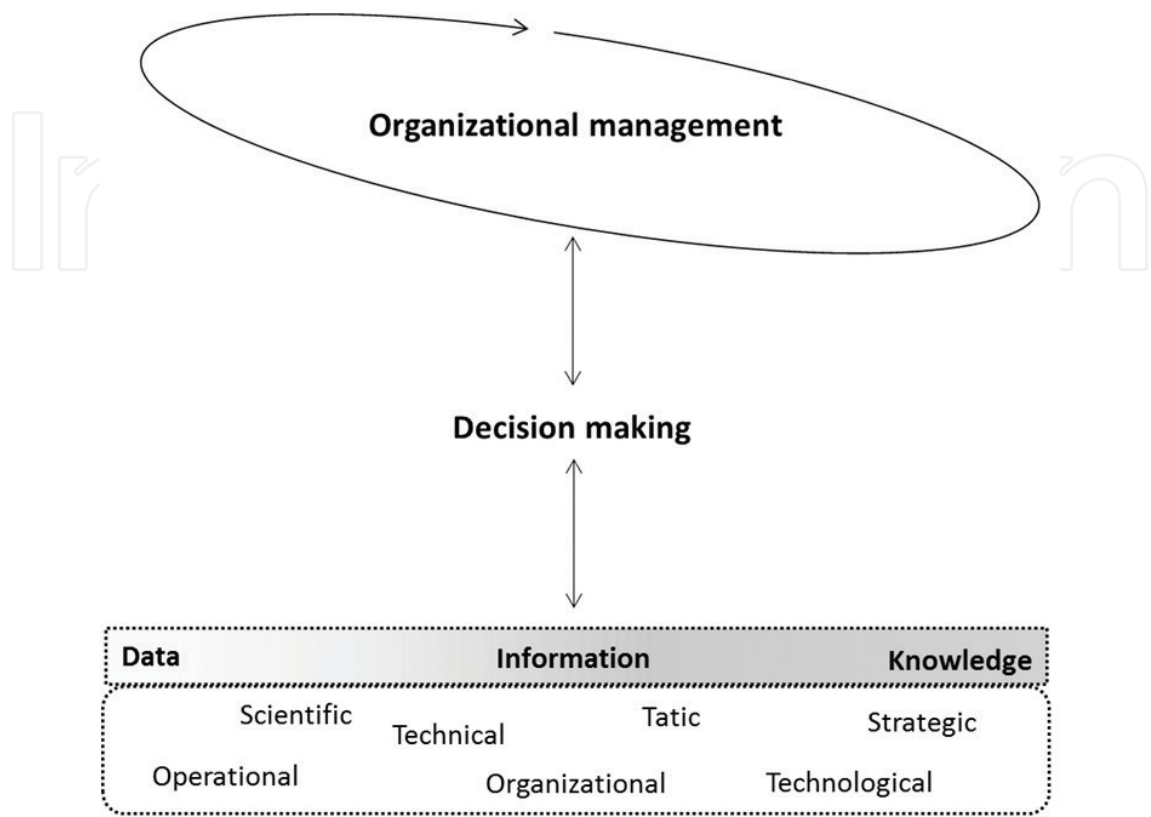 Organizational management
Decision making
Data Information Knowledge
Scientific Technical Tatic Strategic
Operational Organizational Technological